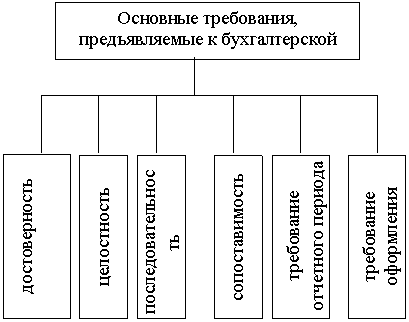 Основные требования,
предъявляемые к бухгалтерской
достоверность
целостность
последовательнос
ть
сопоставимость
требование
отчетного периода
требование
оформления